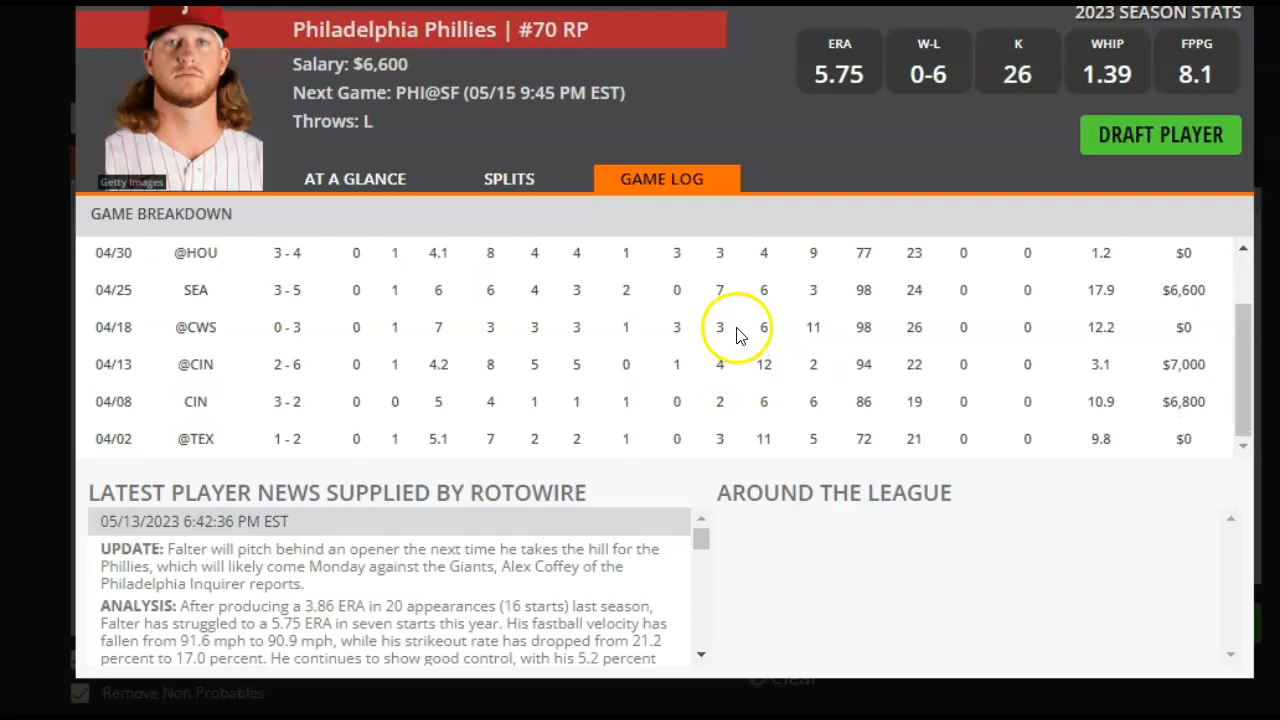 2023 SEASON STATS
Philadelphia Phillies | #70 RP
Salary: $6,600
Next Game: PHI@SF (05/15 9:45 PM EST)
Throws: L
ERA W-L K WHIP FPPG
5.75 0-6 26 1.39 8.1
DRAFT PLAYER
Getty Images
AT A GLANCE SPLITS GAME LOG
GAME BREAKDOWN
04/30 @HOU 3 - 4 0 1 4.1 8 4 4 1 3 3 4 9 77 23 0 0 1.2 $0
04/25 SEA 3 - 5 0 1 6 6 4 3 2 0 7 6 3 98 24 0 0 17.9 $6,600
04/18 @CWS 0 - 3 0 1 7 3 3 3 1 3 3 6 11 98 26 0 0 12.2 $0
04/13 @CIN 2 - 6 0 1 4.2 8 5 5 0 1 4 12 2 94 22 0 0 3.1 $7,000
04/08 CIN 3 - 2 0 0 5 4 1 1 1 0 2 6 6 86 19 0 0 10.9 $6,800
04/02 @TEX 1 - 2 0 1 5.1 7 2 2 1 0 3 11 5 72 21 0 0 9.8 $0
LATEST PLAYER NEWS SUPPLIED BY ROTOWIRE
05/13/2023 6:42:36 PM EST
UPDATE: Falter will pitch behind an opener the next time he takes the hill for the
Phillies, which will likely come Monday against the Giants, Alex Coffey of the
Philadelphia Inquirer reports.
ANALYSIS: After producing a 3.86 ERA in 20 appearances (16 starts) last season,
Falter has struggled to a 5.75 ERA in seven starts this year. His fastball velocity has
fallen from 91.6 mph to 90.9 mph, while his strikeout rate has dropped from 21.2
percent to 17.0 percent. He continues to show good control, with his 5.2 percent
AROUND THE LEAGUE
Remove Non Probables
Clear